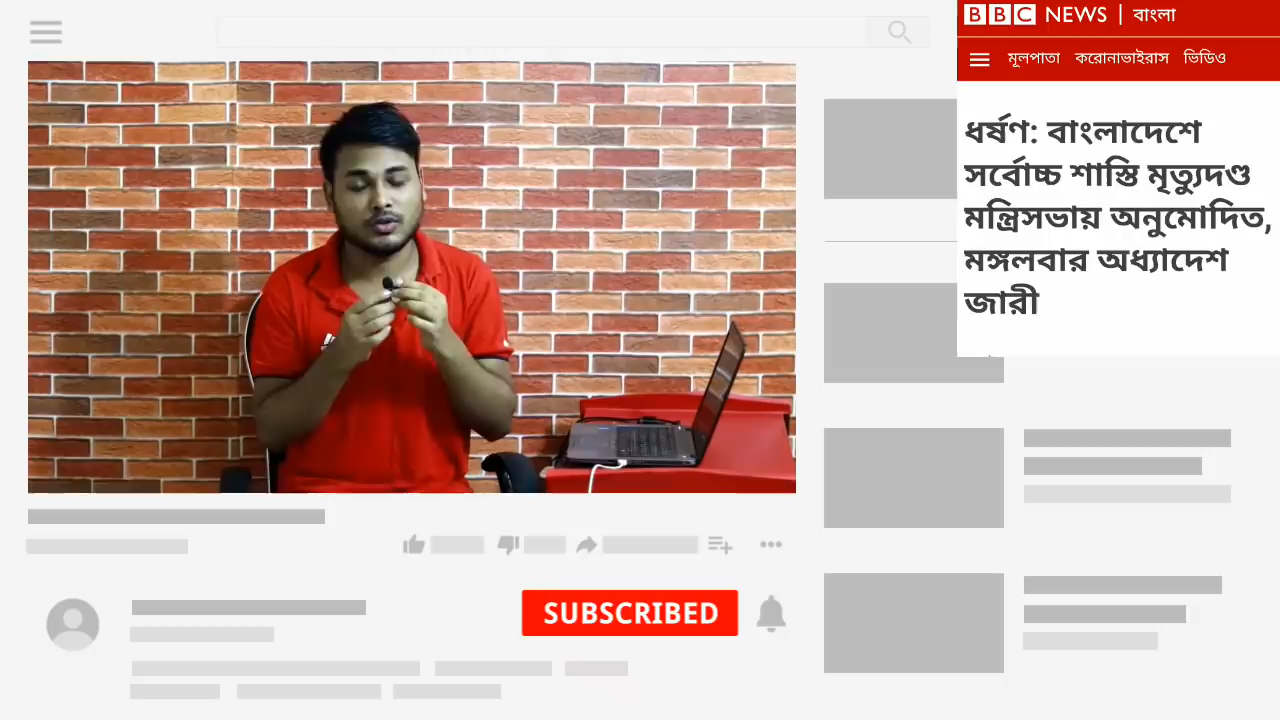 BBC NEWS | বাংলা
মূলপাতা করোনাভাইরাস ভিডিও
ধর্ষণ: বাংলাদেশে
সর্বোচ্চ শাস্তি মৃত্যুদণ্ড
মন্ত্রিসভায় অনুমোদিত,
মঙ্গলবার অধ্যাদেশ
জারী
SUBSCRIBED